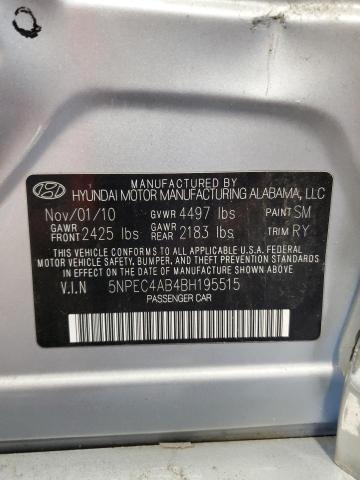 MANUFACTURED BY
HYUNDAI MOTOR MANUFACTURING ALABAMA, LLC
Nov/01/10 GVWR 4497 lbs PAINT SM
GAWR FRONT 2425 lbs GAWR REAR 2183 lbs TRIM RY
THIS VEHICLE CONFORMS TO ALL APPLICABLE U.S.A. FEDERAL
MOTOR VEHICLE SAFETY, BUMPER, AND THEFT PREVENTION
STANDARDS IN EFFECT ON THE DATE OF MANUFACTURE SHOWN ABOVE.
V.I.N 5NPEC4AB4BH195515
PASSENGER CAR